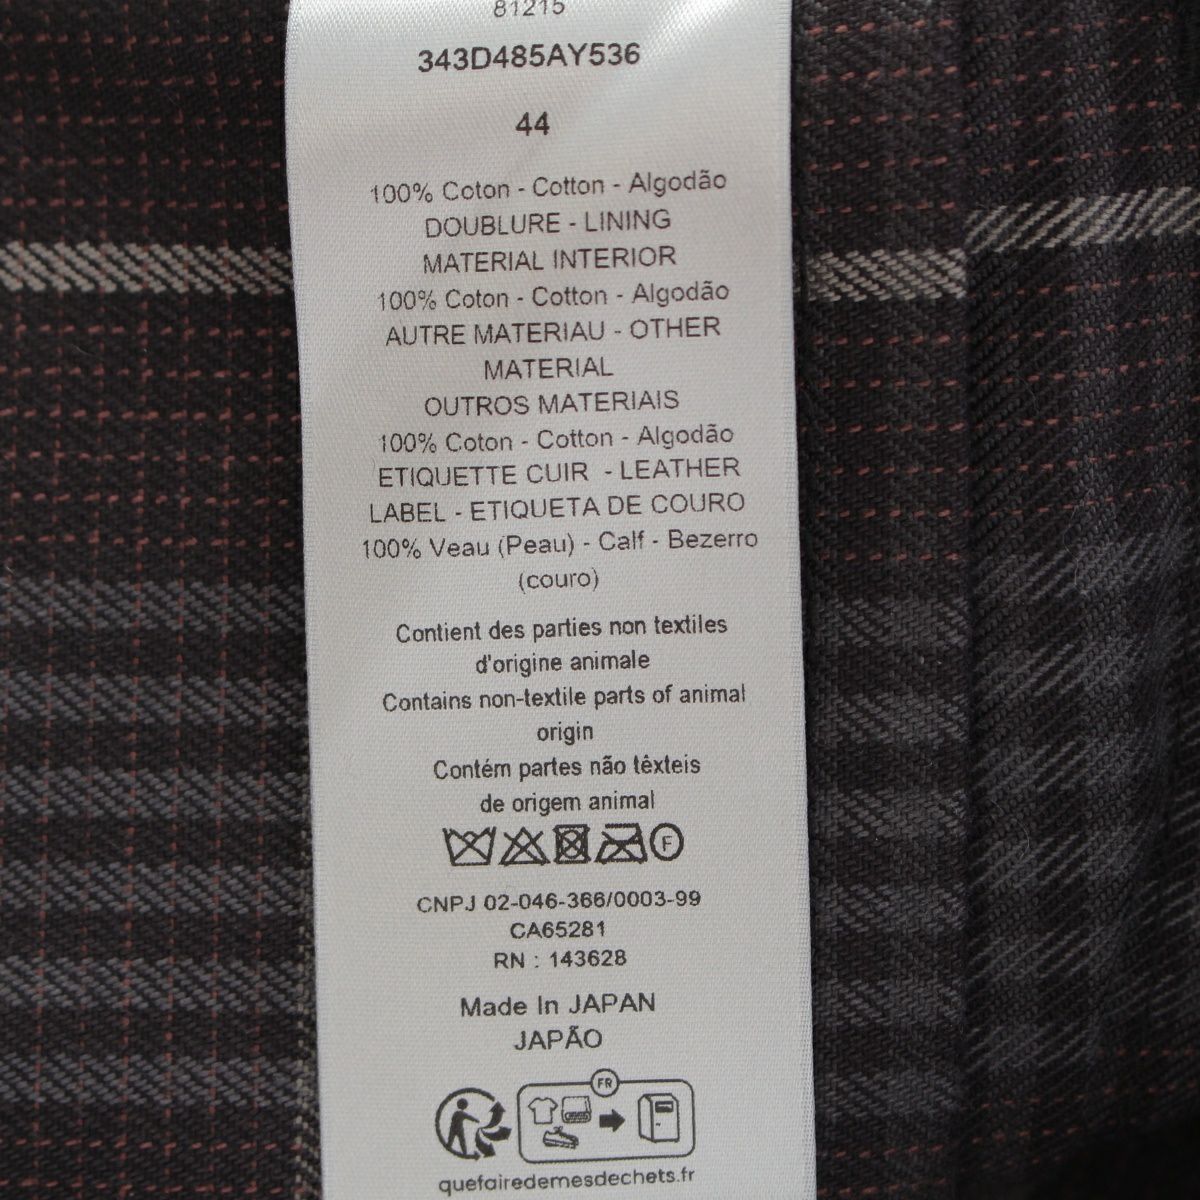 81215
343D485AY536
44
100% Coton - Cotton - Algodão
DOUBLURE - LINING
MATERIAL INTERIOR
100% Coton - Cotton - Algodão
AUTRE MATERIAU - OTHER
MATERIAL
OUTROS MATERIAIS
100% Coton - Cotton - Algodão
ETIQUETTE CUIR - LEATHER
LABEL - ETIQUETA DE COURO
100% Veau (Peau) - Calf - Bezerro
(couro)
Contient des parties non textiles
d'origine animale
Contains non-textile parts of animal
origin
Contém partes não têxteis
de origem animal
F
CNPJ 02-046-366/0003-99
CA65281
RN : 143628
Made In JAPAN
JAPÃO
FR
quefairedemesdechets.fr